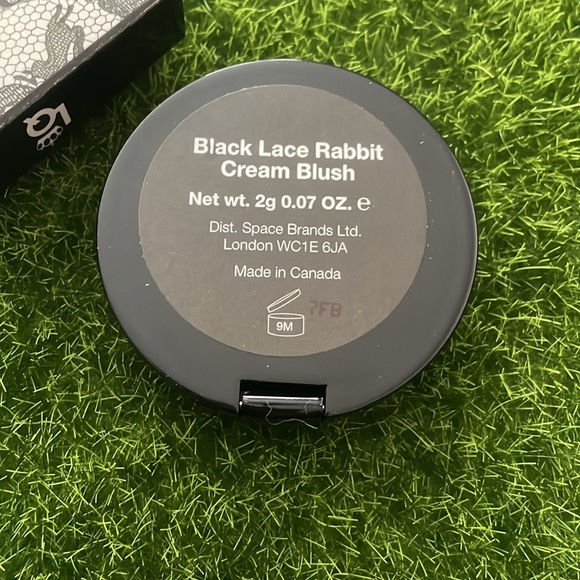 Black Lace Rabbit
Cream Blush
Net wt. 2g 0.07 OZ. ℮
Dist. Space Brands Ltd.
London WC1E 6JA
Made in Canada
9M
7FB